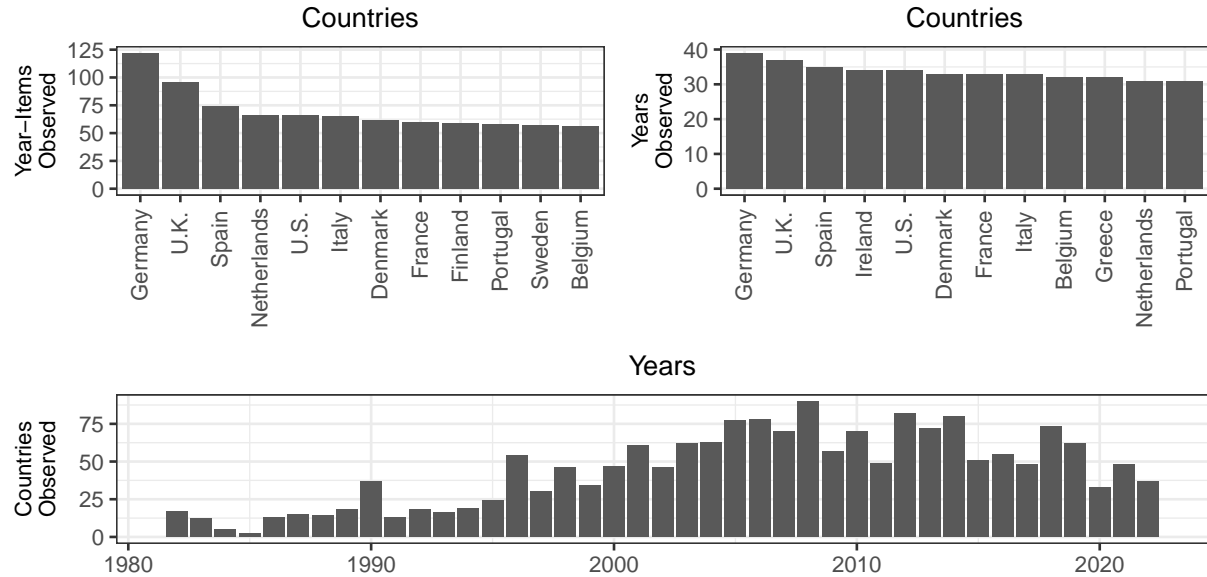 Countries
Year−Items
Observed
125
100
75
50
25
0
Germany
U.K.
Spain
Netherlands
U.S.
Italy
Denmark
France
Finland
Portugal
Sweden
Belgium
Countries
Years
Observed
40
30
20
10
0
Germany
U.K.
Spain
Ireland
U.S.
Denmark
France
Italy
Belgium
Greece
Netherlands
Portugal
Years
Countries
Observed
75
50
25
0
1980
1990
2000
2010
2020